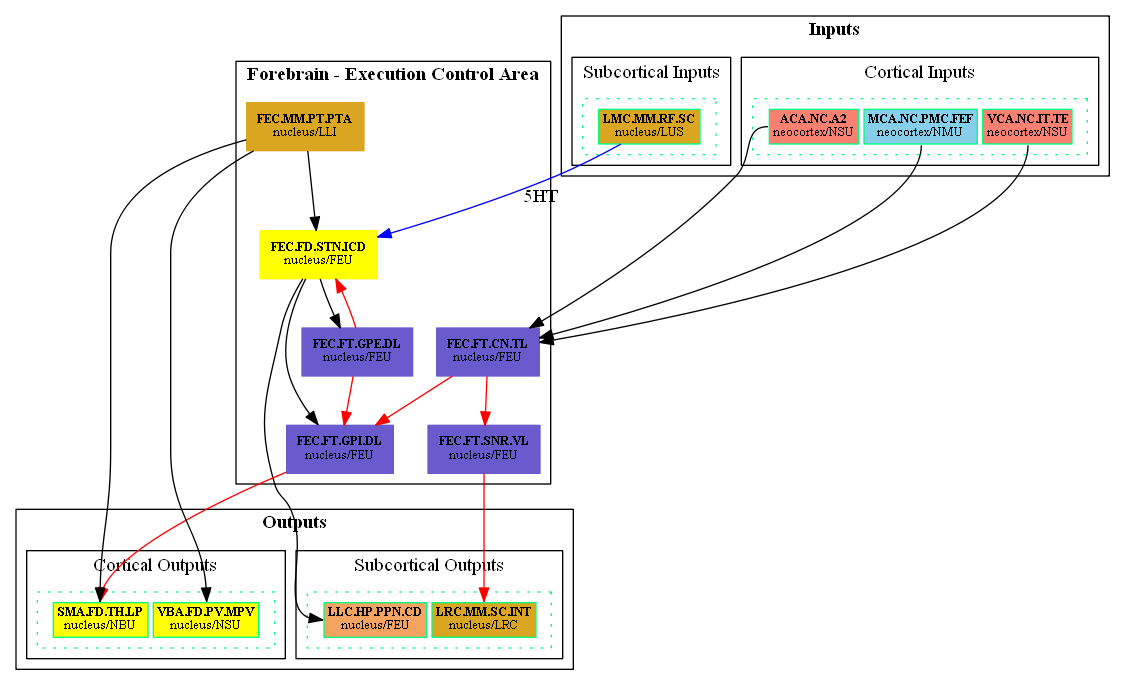 Inputs
Subcortical Inputs
LMC.MM.RF.SC
nucleus/LUS
Cortical Inputs
ACA.NC.A2
neocortex/NSU
MCA.NC.PMC.FEF
neocortex/NMU
VCA.NC.IT.TE
neocortex/NSU
Forebrain - Execution Control Area
FEC.MM.PT.PTA
nucleus/LLI
5HT
FEC.FD.STN.ICD
nucleus/FEU
FEC.FT.GPE.DL
nucleus/FEU
FEC.FT.CN.TL
nucleus/FEU
FEC.FT.GPI.DL
nucleus/FEU
FEC.FT.SNR.VL
nucleus/FEU
Outputs
Cortical Outputs
SMA.FD.TH.LP
nucleus/NBU
VBA.FD.PV.MPV
nucleus/NSU
Subcortical Outputs
LLC.HP.PPN.CD
nucleus/FEU
LRC.MM.SC.INT
nucleus/LRC